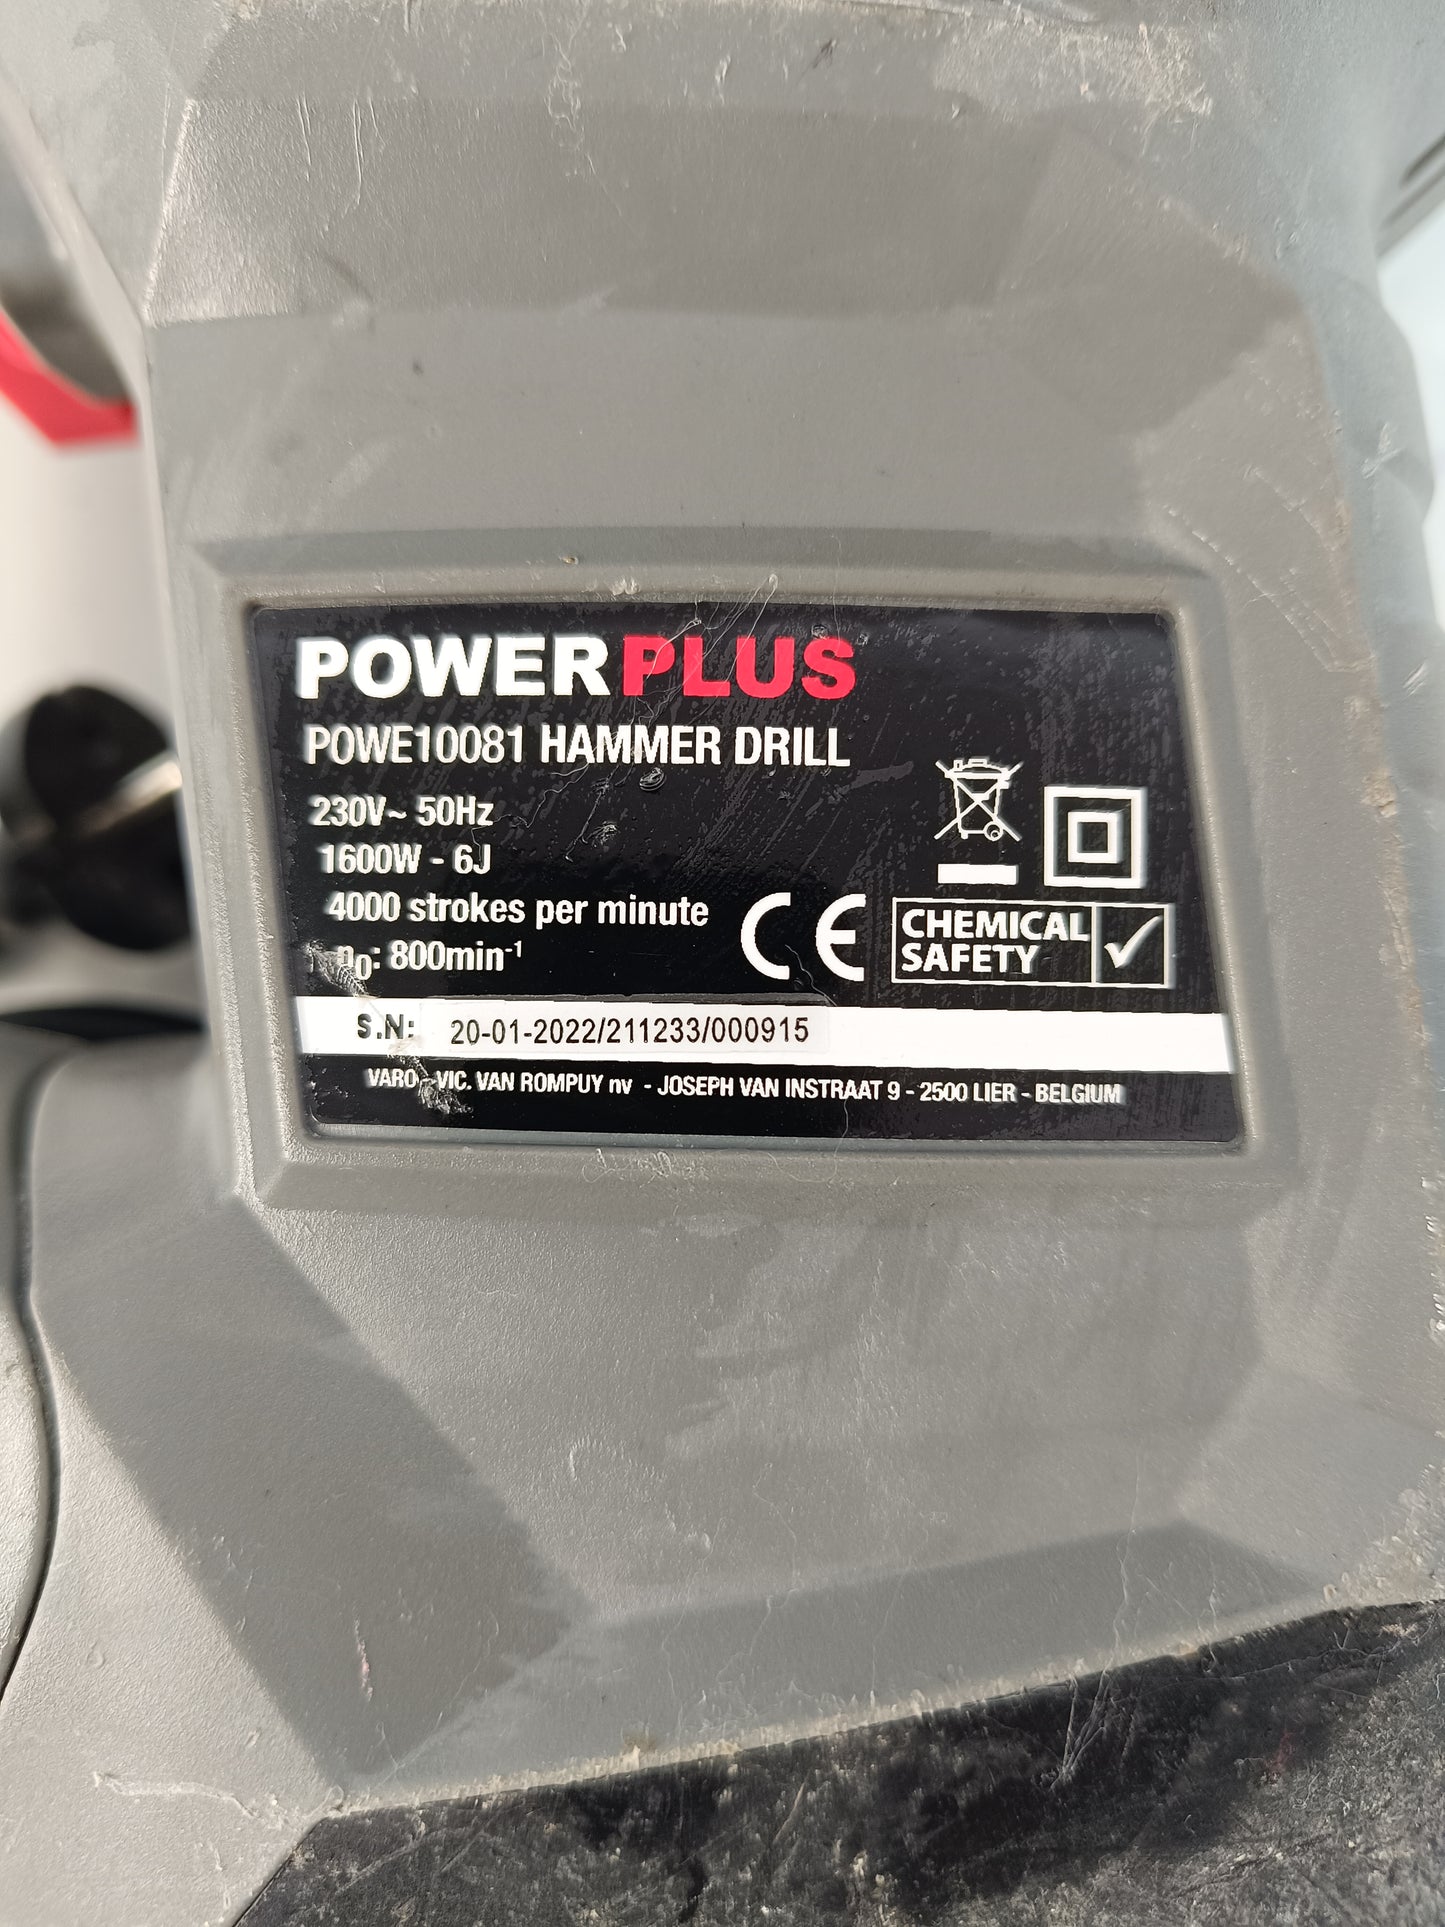 POWERPLUS
POWE10081 HAMMER DRILL
230V~ 50Hz
1600W - 6J
4000 strokes per minute
n₀: 800min⁻¹
CE
CHEMICAL
SAFETY
S.N: 20-01-2022/211233/000915
VARO - VIC. VAN ROMPUY nv - JOSEPH VAN INSTRAAT 9 - 2500 LIER - BELGIUM